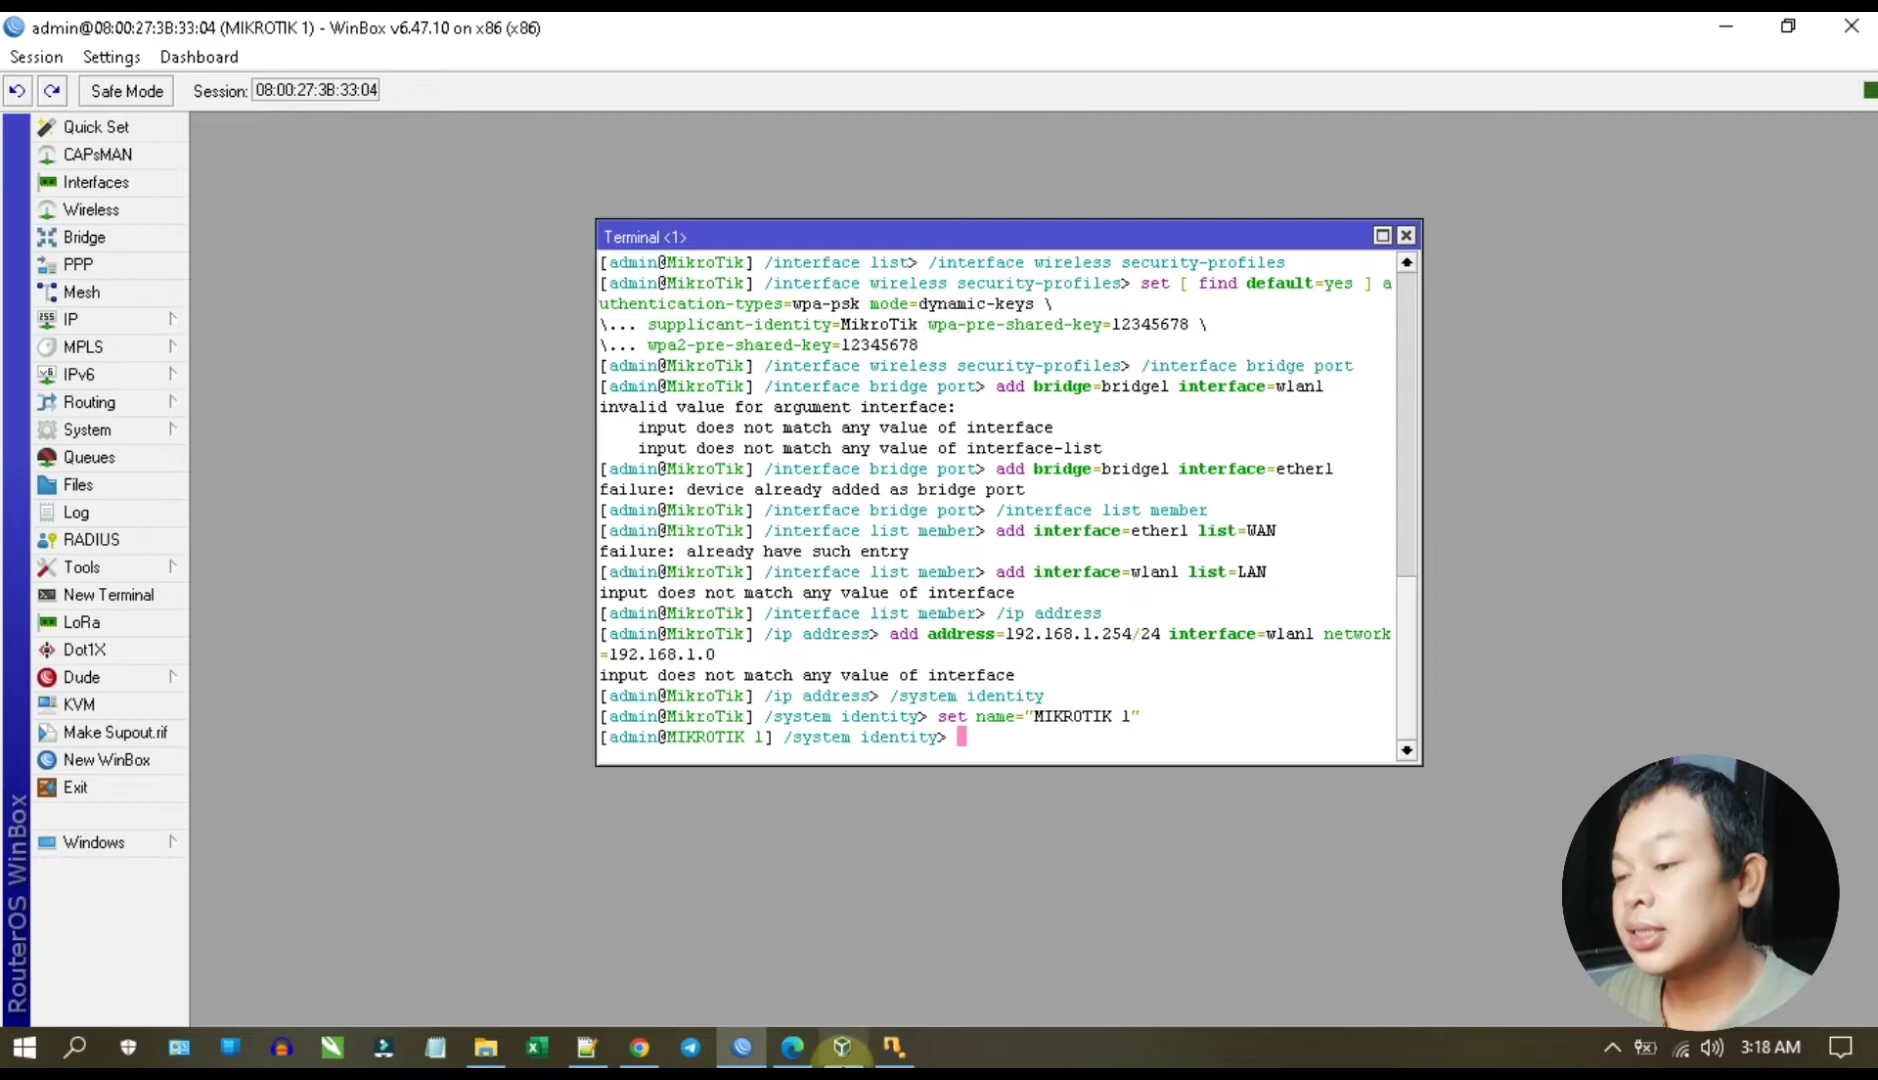 admin@08:00:27:3B:33:04 (MIKROTIK 1) - WinBox v6.47.10 on x86 (x86)
Session Settings Dashboard
Safe Mode Session: 08:00:27:3B:33:04
Quick Set
CAPsMAN
Interfaces
Wireless
Bridge
PPP
Mesh
IP
MPLS
IPv6
Routing
System
Queues
Files
Log
RADIUS
Tools
New Terminal
LoRa
Dot1X
Dude
KVM
Make Supout.rif
New WinBox
Exit
Windows
RouterOS WinBox
Terminal <1>
[admin@MikroTik] /interface list> /interface wireless security-profiles
[admin@MikroTik] /interface wireless security-profiles> set [ find default=yes ] a
uthentication-types=wpa-psk mode=dynamic-keys \
\... supplicant-identity=MikroTik wpa-pre-shared-key=12345678 \
\... wpa2-pre-shared-key=12345678
[admin@MikroTik] /interface wireless security-profiles> /interface bridge port
[admin@MikroTik] /interface bridge port> add bridge=bridge1 interface=wlan1
invalid value for argument interface:
input does not match any value of interface
input does not match any value of interface-list
[admin@MikroTik] /interface bridge port> add bridge=bridge1 interface=ether1
failure: device already added as bridge port
[admin@MikroTik] /interface bridge port> /interface list member
[admin@MikroTik] /interface list member> add interface=ether1 list=WAN
failure: already have such entry
[admin@MikroTik] /interface list member> add interface=wlan1 list=LAN
input does not match any value of interface
[admin@MikroTik] /interface list member> /ip address
[admin@MikroTik] /ip address> add address=192.168.1.254/24 interface=wlan1 network
=192.168.1.0
input does not match any value of interface
[admin@MikroTik] /ip address> /system identity
[admin@MikroTik] /system identity> set name="MIKROTIK 1"
[admin@MIKROTIK 1] /system identity>
3:18 AM